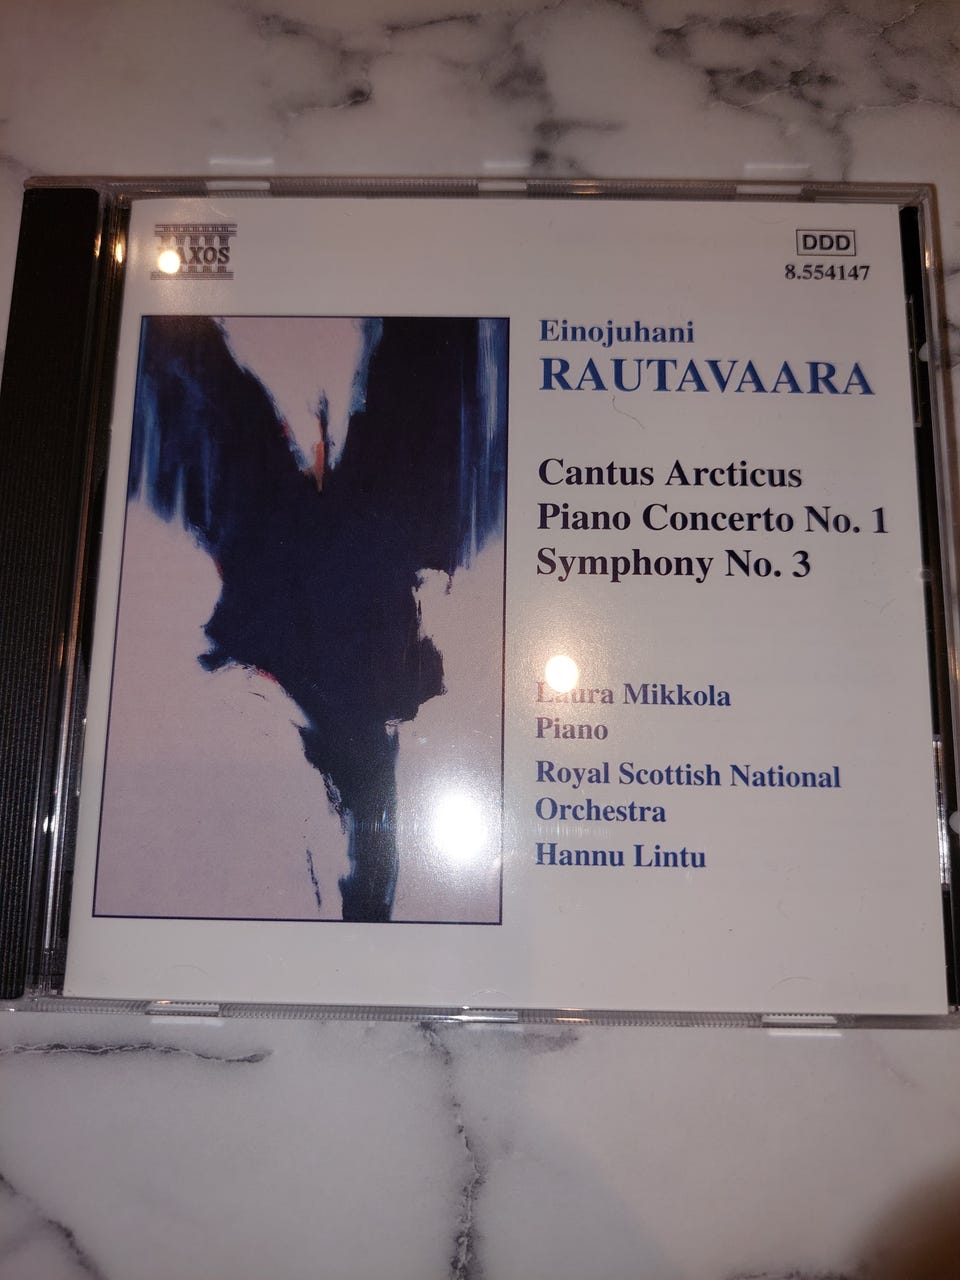 NAXOS
DDD
8.554147
Einojuhani
RAUTAVAARA
Cantus Arcticus
Piano Concerto No. 1
Symphony No. 3
Laura Mikkola
Piano
Royal Scottish National
Orchestra
Hannu Lintu